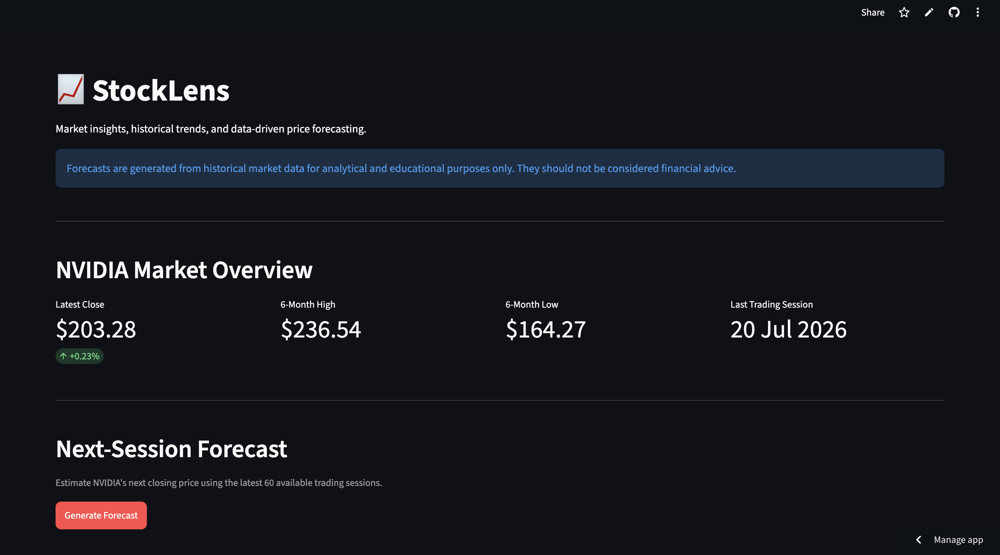 Share
StockLens
Market insights, historical trends, and data-driven price forecasting.
Forecasts are generated from historical market data for analytical and educational purposes only. They should not be considered financial advice.
NVIDIA Market Overview
Latest Close
$203.28
↑ +0.23%
6-Month High
$236.54
6-Month Low
$164.27
Last Trading Session
20 Jul 2026
Next-Session Forecast
Estimate NVIDIA's next closing price using the latest 60 available trading sessions.
Generate Forecast
Manage app